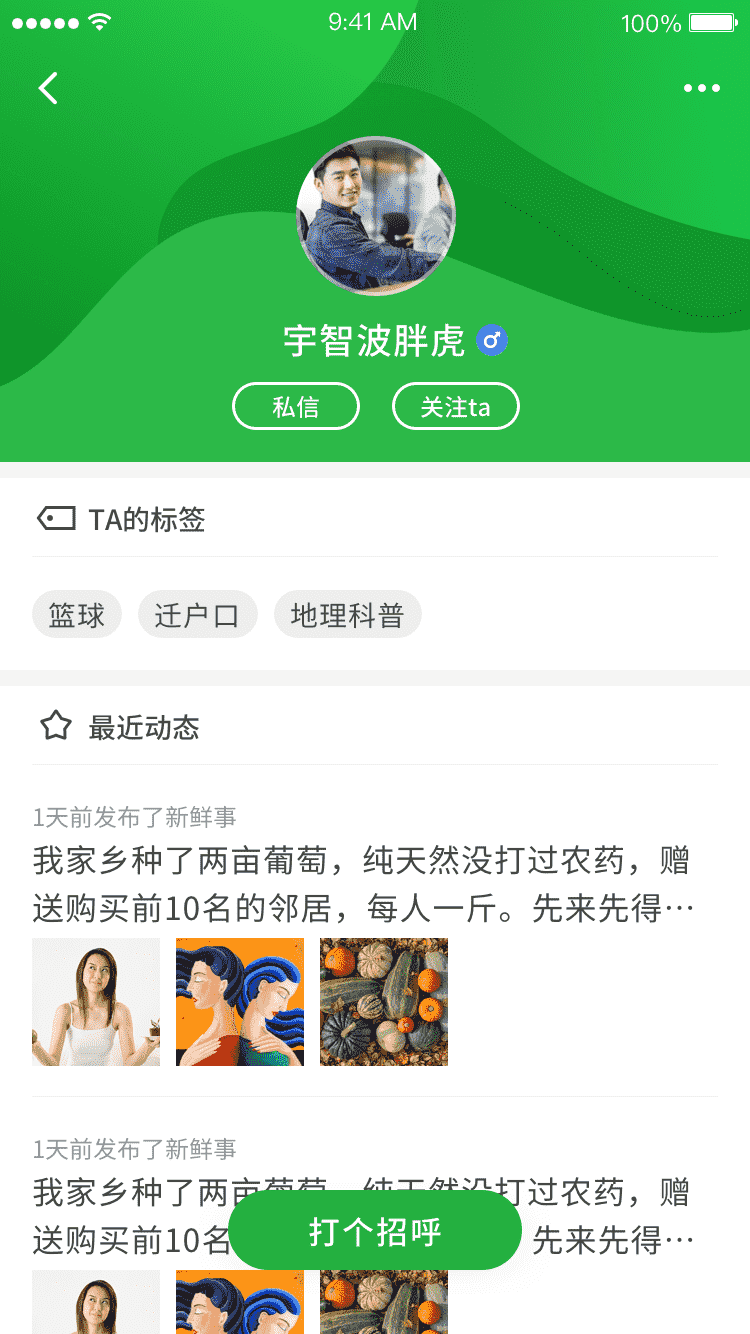 9:41 AM
100%
宇智波胖虎
私信
关注ta
TA的标签
篮球
迁户口
地理科普
最近动态
1天前发布了新鲜事
我家乡种了两亩葡萄，纯天然没打过农药，赠
送购买前10名的邻居，每人一斤。先来先得…
1天前发布了新鲜事
我家乡种了两亩葡萄，纯天然没打过农药，赠
送购买前10名
先来先得…
打个招呼